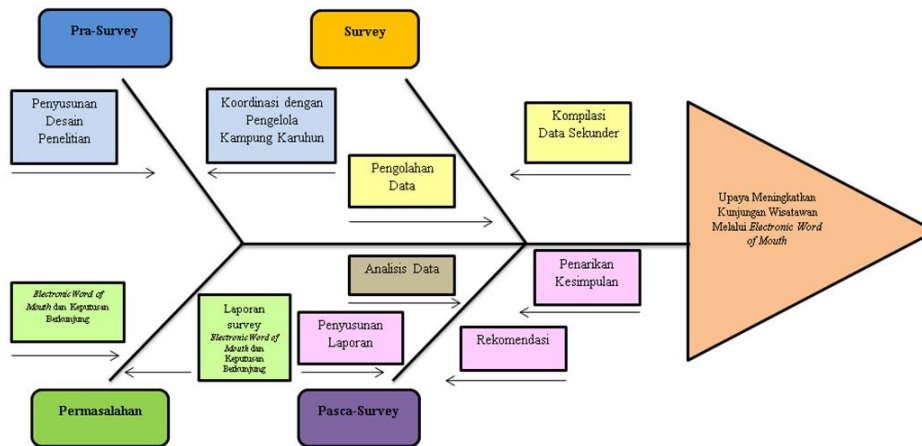 Pra-Survey
Survey
Penyusunan
Desain
Penelitian
Koordinasi dengan
Pengelola
Kampung Karuhun
Kompilasi
Data Sekunder
Pengolahan
Data
Upaya Meningkatkan
Kunjungan Wisatawan
Melalui Electronic Word
of Mouth
Electronic Word of
Mouth dan Keputusan
Berkunjung
Laporan
survey
Electronic Word of
Mouth dan
Keputusan
Berkunjung
Analisis Data
Penyusunan
Laporan
Penarikan
Kesimpulan
Rekomendasi
Permasalahan
Pasca-Survey